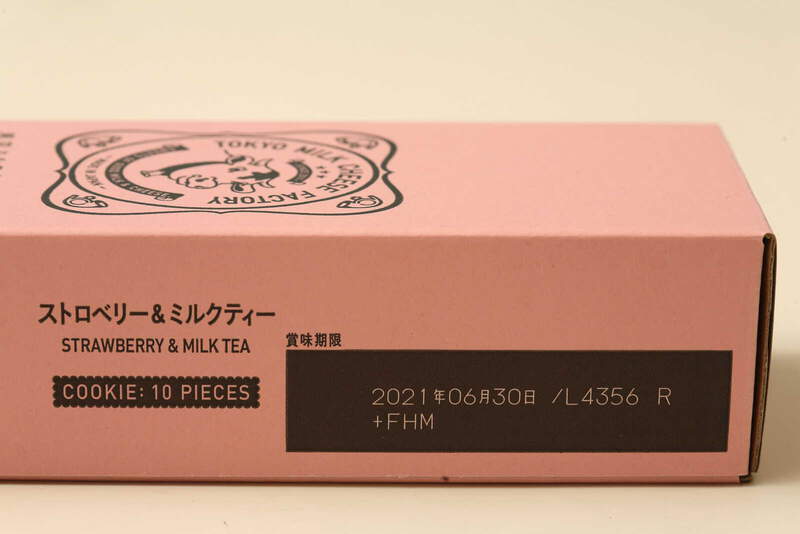 TOKYO MILK CHEESE FACTORY
ストロベリー&ミルクティー
STRAWBERRY & MILK TEA
COOKIE: 10 PIECES
賞味期限
2021年06月30日 /L4356 R
+FHM